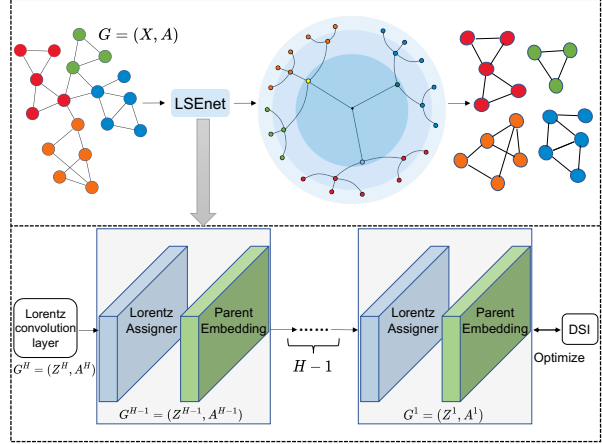 G = (X, A)
LSEnet
Lorentz
convolution
layer
G^H = (Z^H, A^H)
Lorentz
Assigner
Parent
Embedding
G^{H-1} = (Z^{H-1}, A^{H-1})
......
H − 1
Lorentz
Assigner
Parent
Embedding
G^1 = (Z^1, A^1)
DSI
Optimize